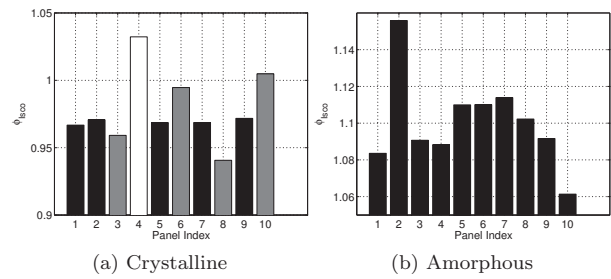 1.05
1
0.95
0.9
ϕ_Isco
1 2 3 4 5 6 7 8 9 10
Panel Index
(a) Crystalline
1.14
1.12
1.1
1.08
1.06
ϕ_Isco
1 2 3 4 5 6 7 8 9 10
Panel Index
(b) Amorphous